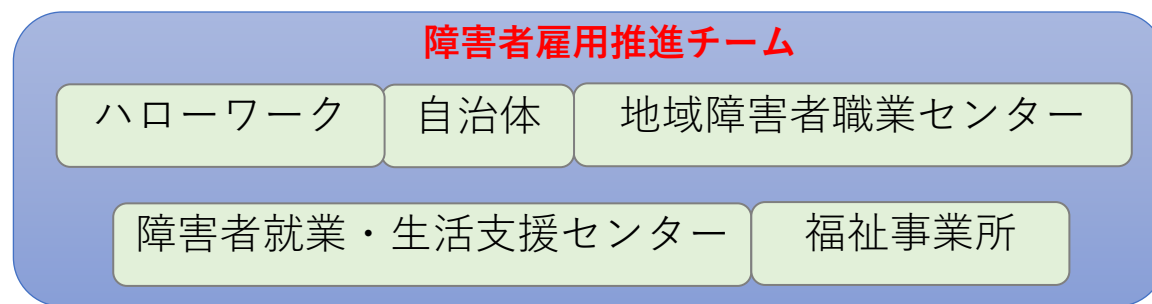 障害者雇用推進チーム
ハローワーク 自治体 地域障害者職業センター
障害者就業・生活支援センター 福祉事業所